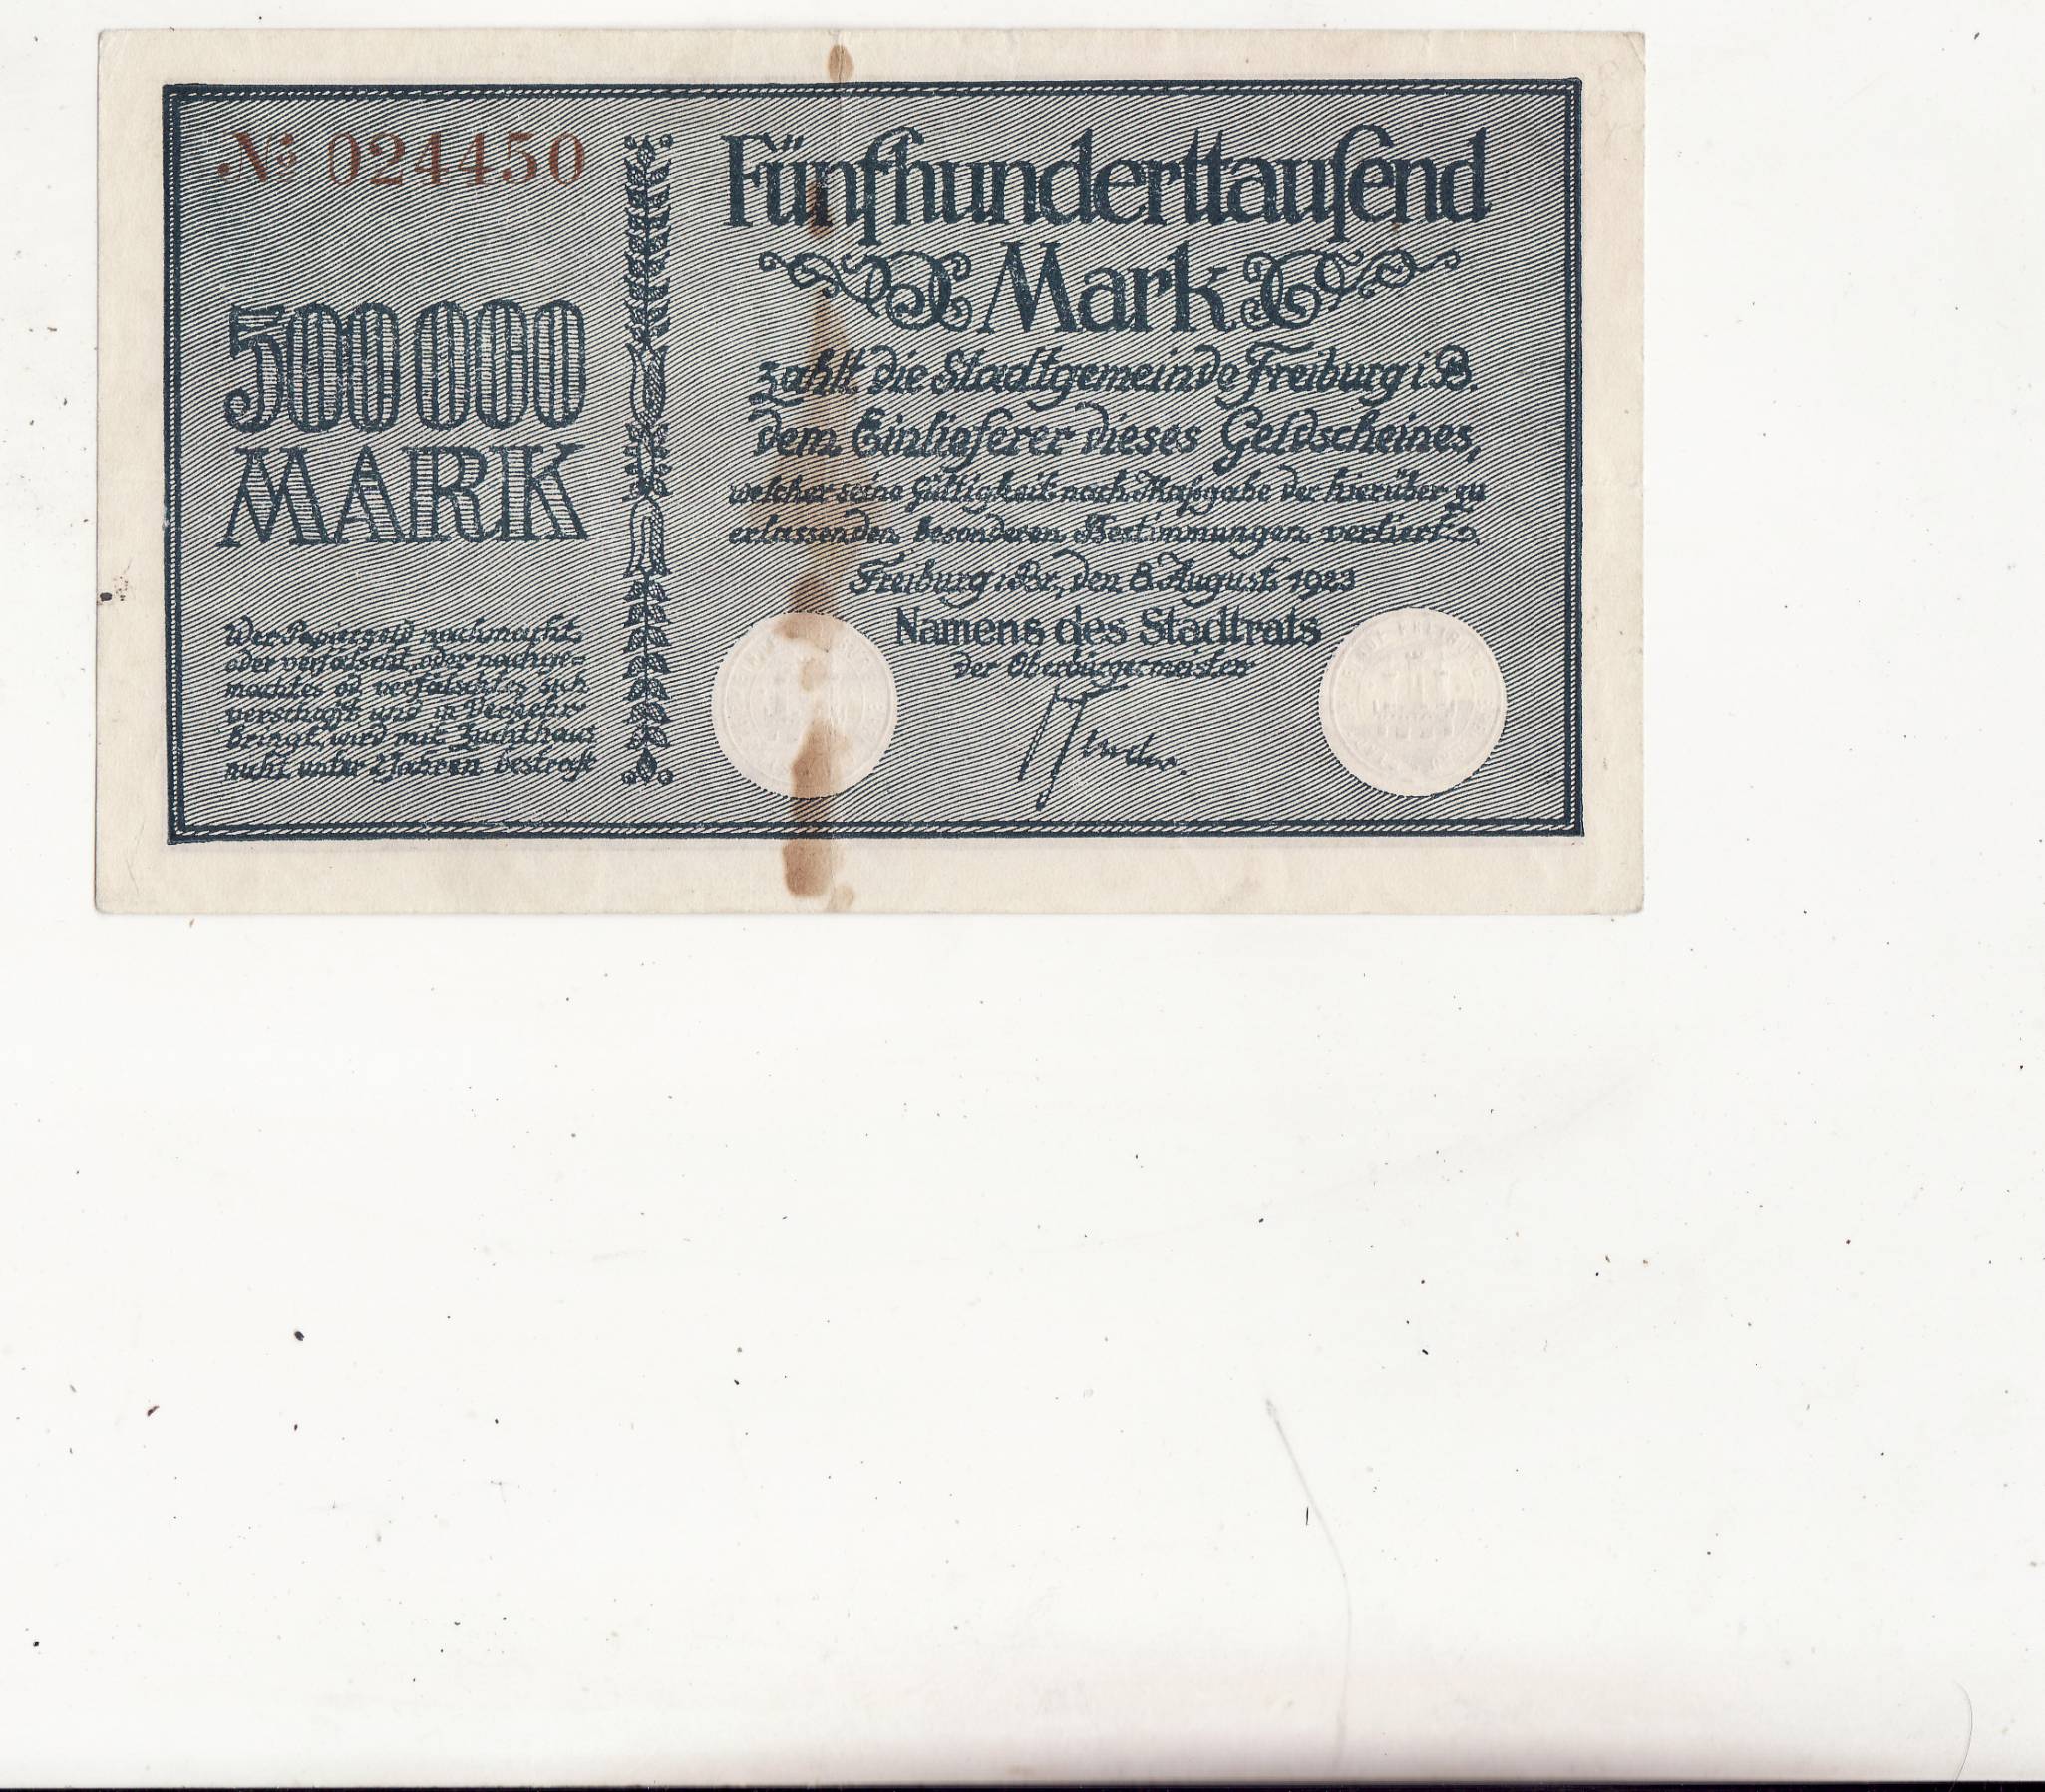 № 024450
500000
MARK
Wer Papiergeld nachmacht
oder verfälscht, oder nachge-
machtes od. verfälschtes sich
verschafft und in Verkehr
bringt, wird mit Zuchthaus
nicht unter 2 Jahren bestraft
Fünfhunderttauſend
Mark
zahlt die Stadtgemeinde Freiburg i.B.
dem Einlieferer dieses Geldscheines,
welcher seine Gültigkeit nach Maßgabe der hierüber zu
erlassenden besonderen Bestimmungen verliert.
Freiburg i.Br., den 8. August 1923
Namens des Stadtrats
der Oberbürgermeister